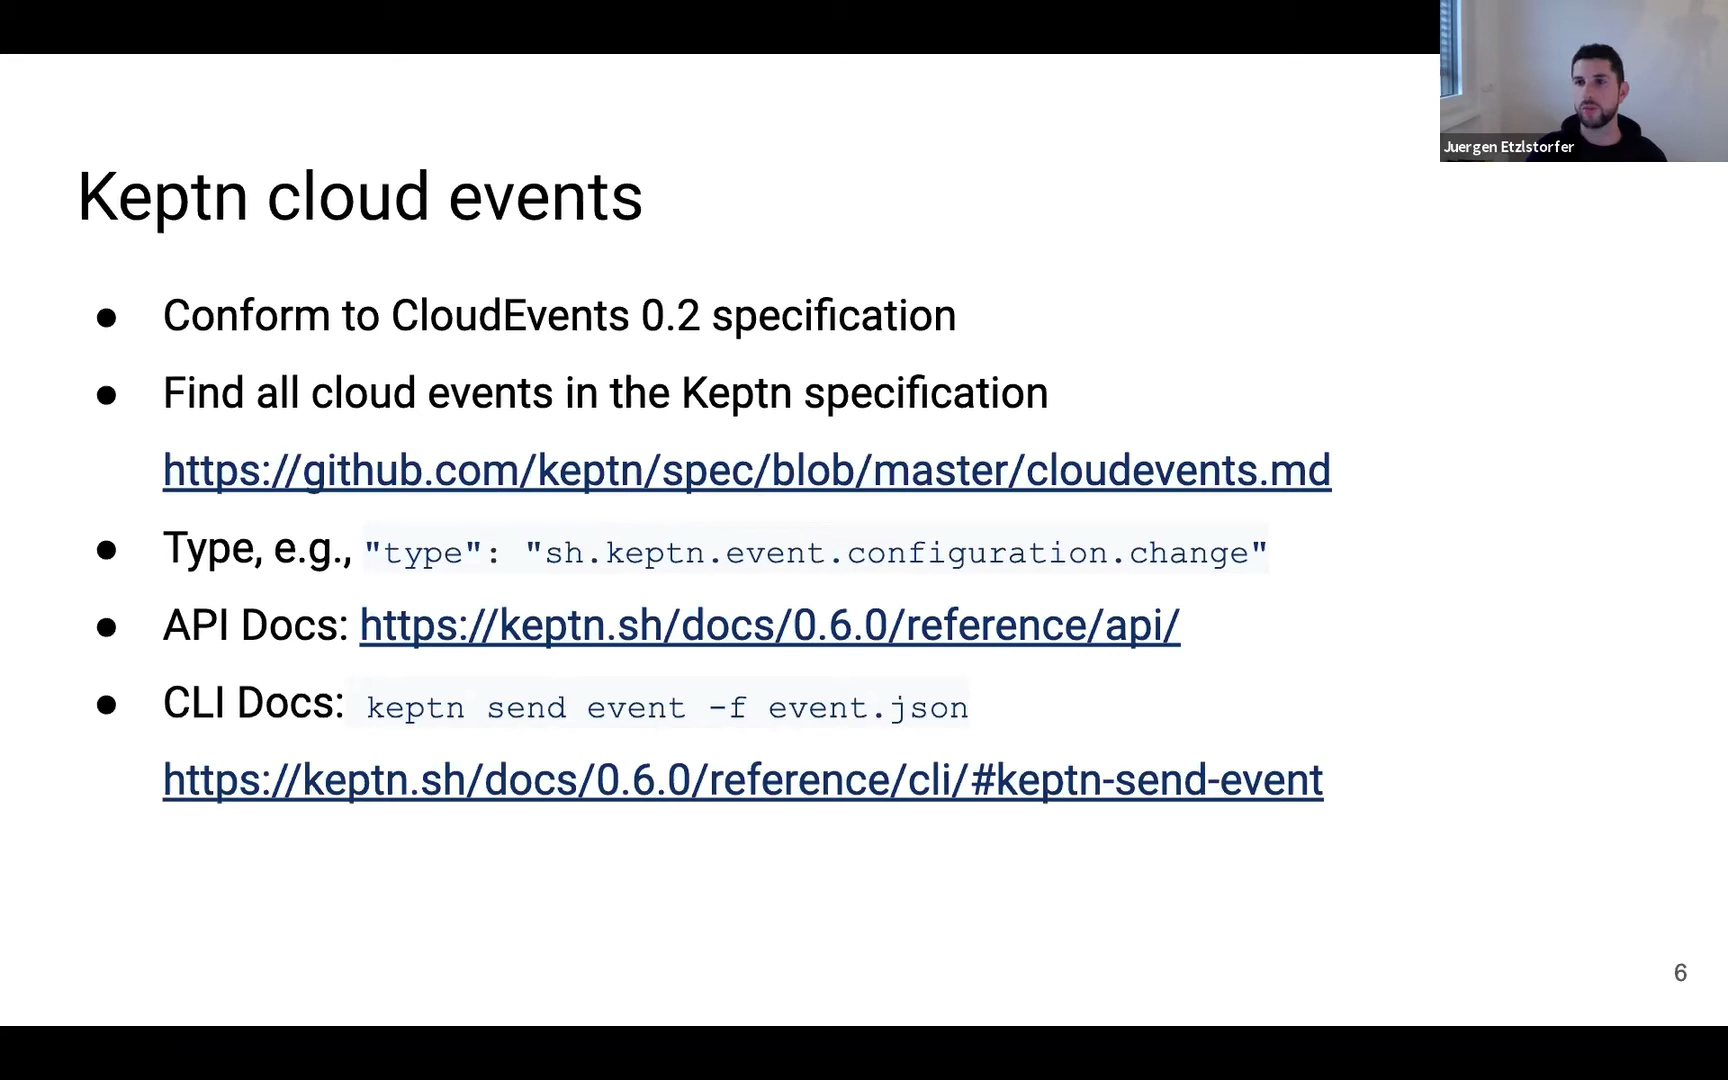 Juergen Etzlstorfer
Keptn cloud events
● Conform to CloudEvents 0.2 specification
● Find all cloud events in the Keptn specification
https://github.com/keptn/spec/blob/master/cloudevents.md
● Type, e.g., "type": "sh.keptn.event.configuration.change"
● API Docs: https://keptn.sh/docs/0.6.0/reference/api/
● CLI Docs: keptn send event -f event.json
https://keptn.sh/docs/0.6.0/reference/cli/#keptn-send-event
6